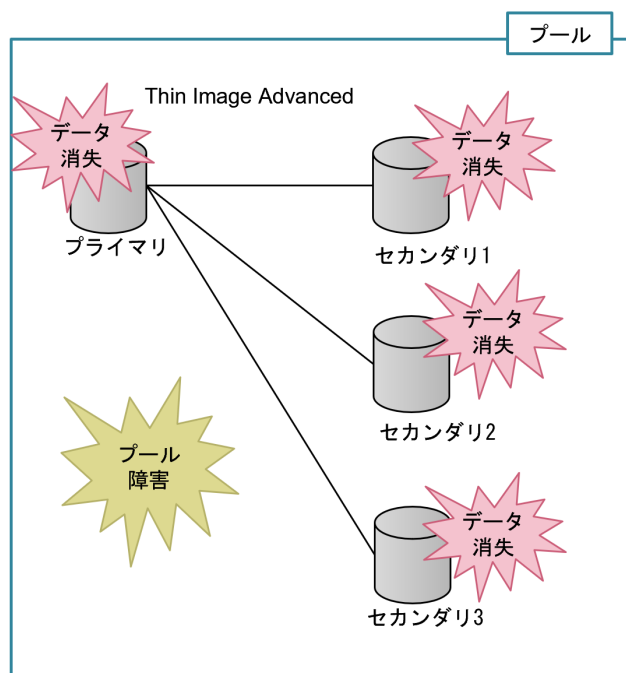 プール
Thin Image Advanced
データ
消失
プライマリ
データ
消失
セカンダリ1
データ
消失
セカンダリ2
プール
障害
データ
消失
セカンダリ3